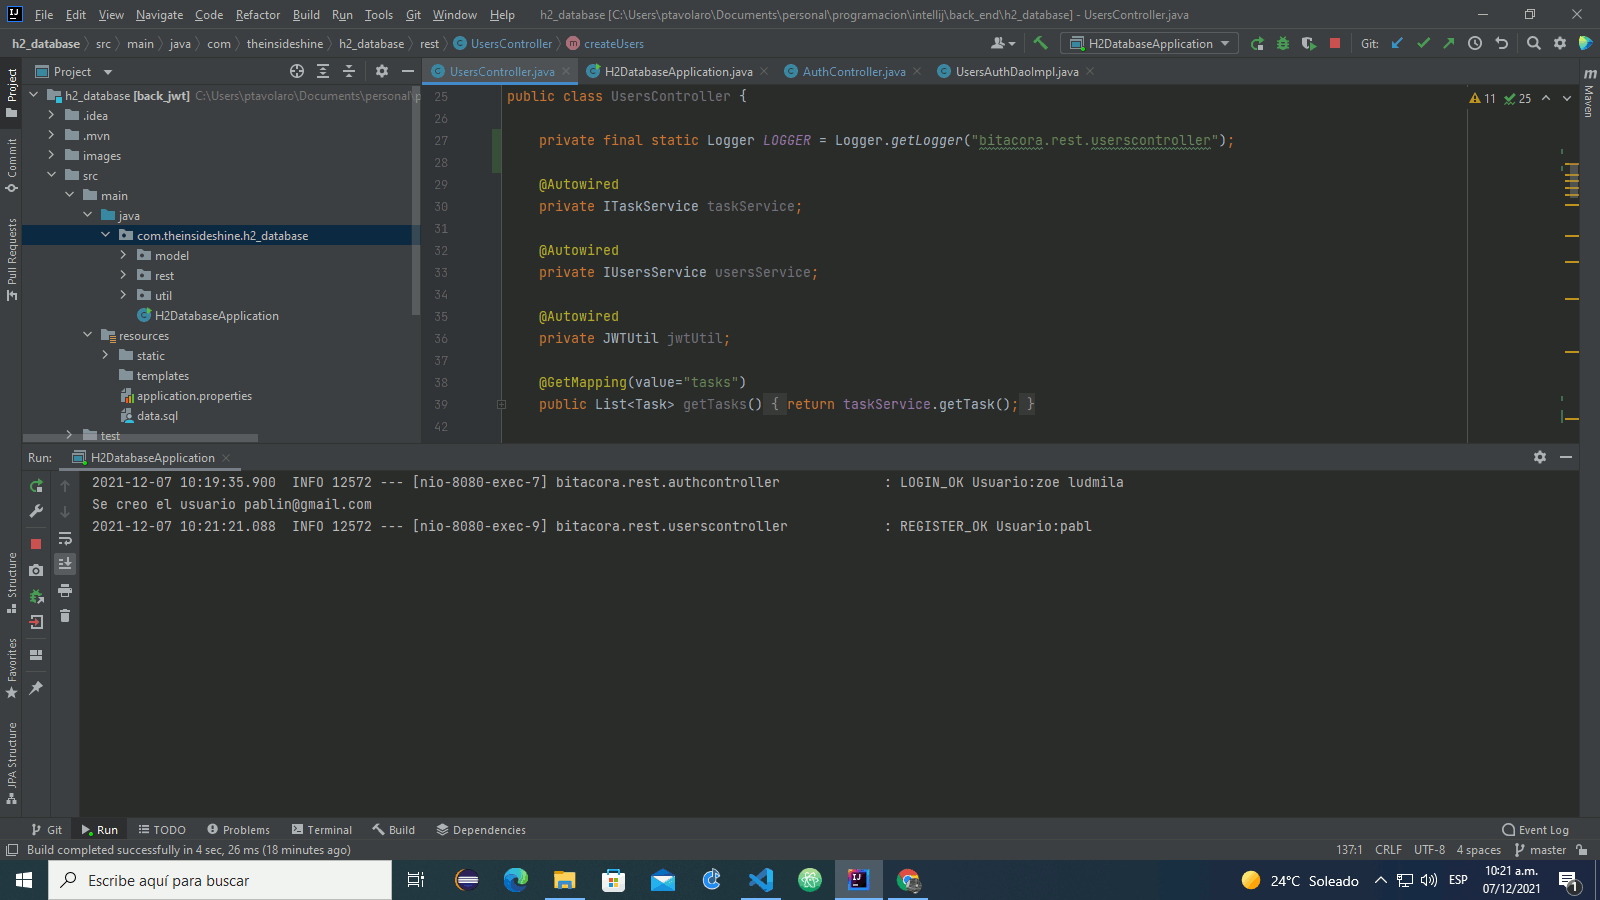 File Edit View Navigate Code Refactor Build Run Tools Git Window Help h2_database [C:\Users\ptavolaro\Documents\personal\programacion\intellij\back_end\h2_database] - UsersController.java
h2_database src main java com theinsideshine h2_database rest UsersController createUsers H2DatabaseApplication Git:
Project UsersController.java H2DatabaseApplication.java AuthController.java UsersAuthDaoImpl.java
h2_database [back_jwt] C:\Users\ptavolaro\Documents\personal\p
.idea
.mvn
images
src
main
java
com.theinsideshine.h2_database
model
rest
util
H2DatabaseApplication
resources
static
templates
application.properties
data.sql
test
Project
Commit
Pull Requests
Structure
Favorites
JPA Structure
25 public class UsersController {
26
27 private final static Logger LOGGER = Logger.getLogger("bitacora.rest.userscontroller");
28
29 @Autowired
30 private ITaskService taskService;
31
32 @Autowired
33 private IUsersService usersService;
34
35 @Autowired
36 private JWTUtil jwtUtil;
37
38 @GetMapping(value="tasks")
39 public List<Task> getTasks() { return taskService.getTask(); }
42
11 25
m
Maven
Run: H2DatabaseApplication
2021-12-07 10:19:35.900 INFO 12572 --- [nio-8080-exec-7] bitacora.rest.authcontroller : LOGIN_OK Usuario:zoe ludmila
Se creo el usuario pablin@gmail.com
2021-12-07 10:21:21.088 INFO 12572 --- [nio-8080-exec-9] bitacora.rest.userscontroller : REGISTER_OK Usuario:pabl
Git Run TODO Problems Terminal Build Dependencies Event Log
Build completed successfully in 4 sec, 26 ms (18 minutes ago) 137:1 CRLF UTF-8 4 spaces master
Escribe aquí para buscar 24°C Soleado ESP 10:21 a.m.
07/12/2021 1